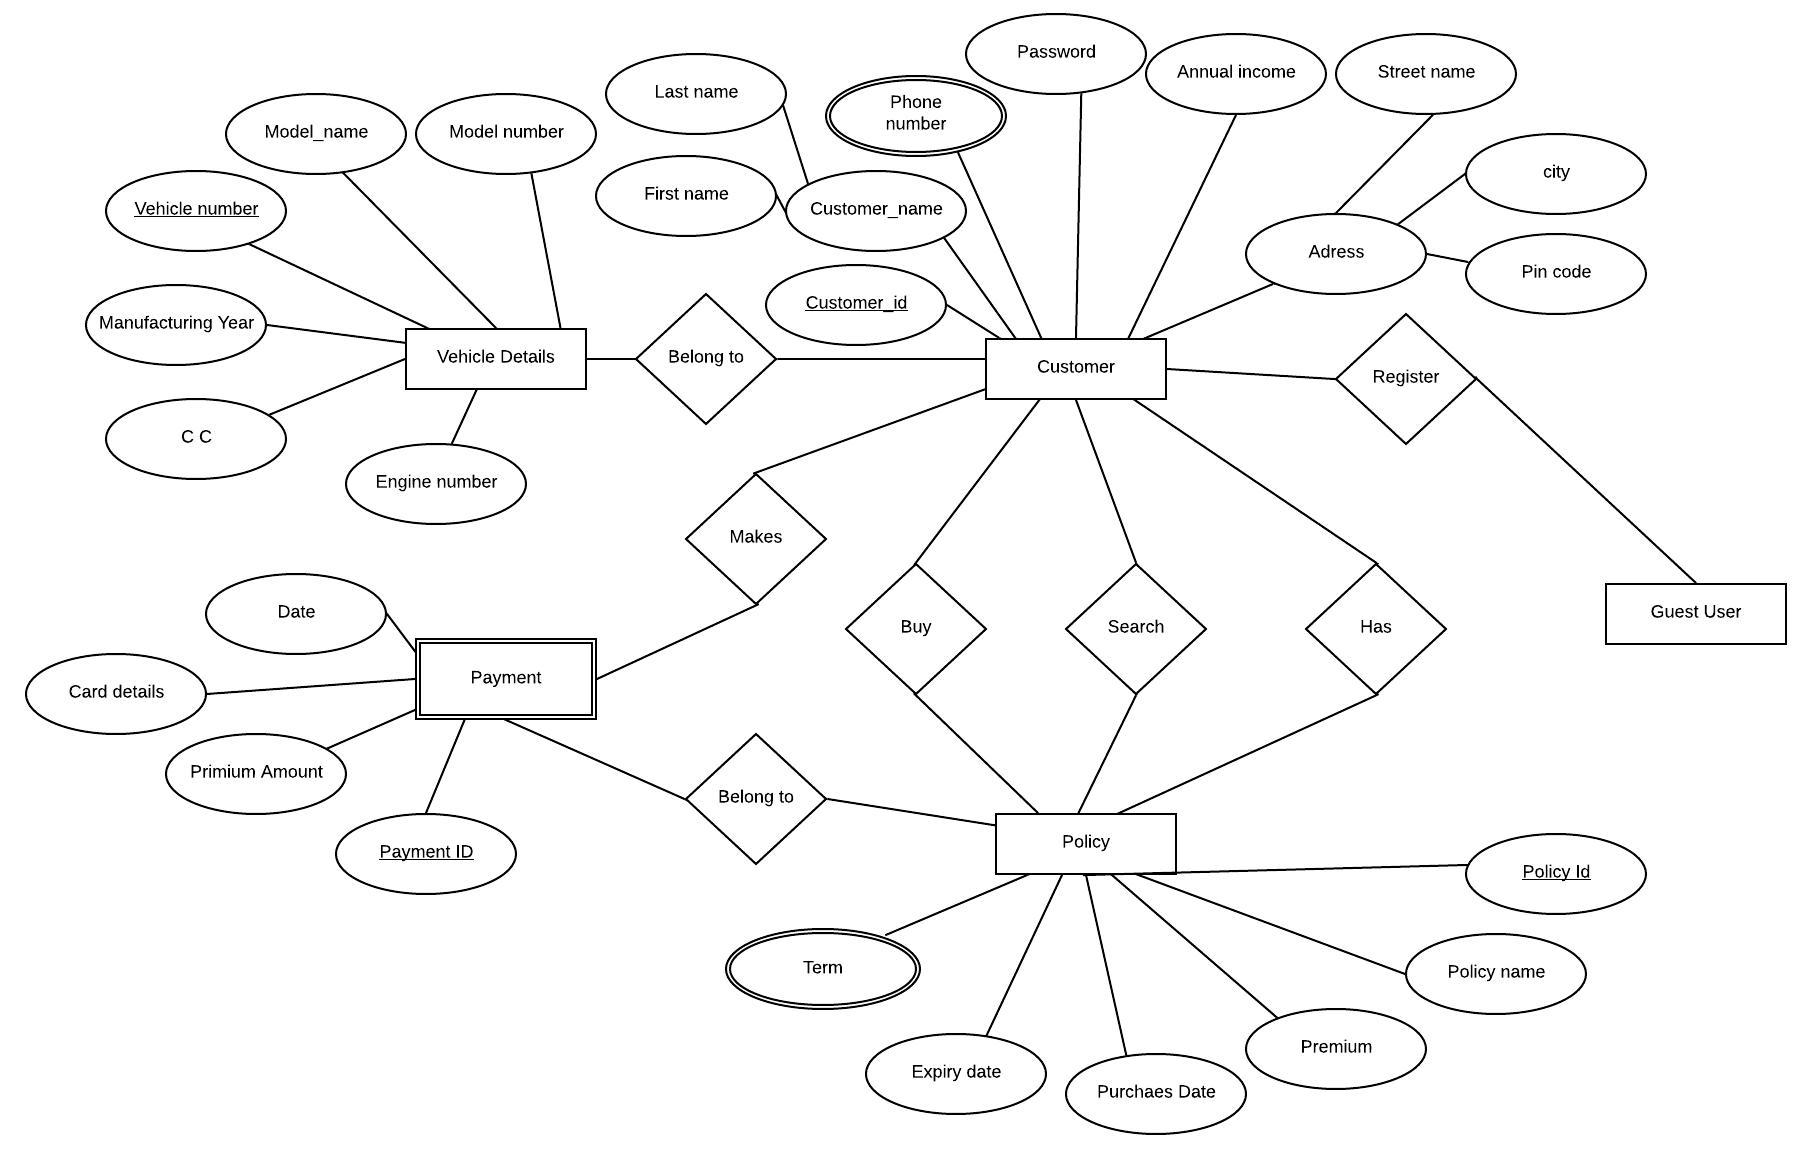 Password
Annual income
Street name
Last name
Phone
number
Model_name
Model number
city
First name
Customer_name
Vehicle number
Adress
Pin code
Customer_id
Manufacturing Year
Vehicle Details
Belong to
Customer
Register
C C
Engine number
Makes
Date
Buy
Search
Has
Guest User
Card details
Payment
Primium Amount
Belong to
Payment ID
Policy
Policy Id
Term
Policy name
Expiry date
Purchaes Date
Premium